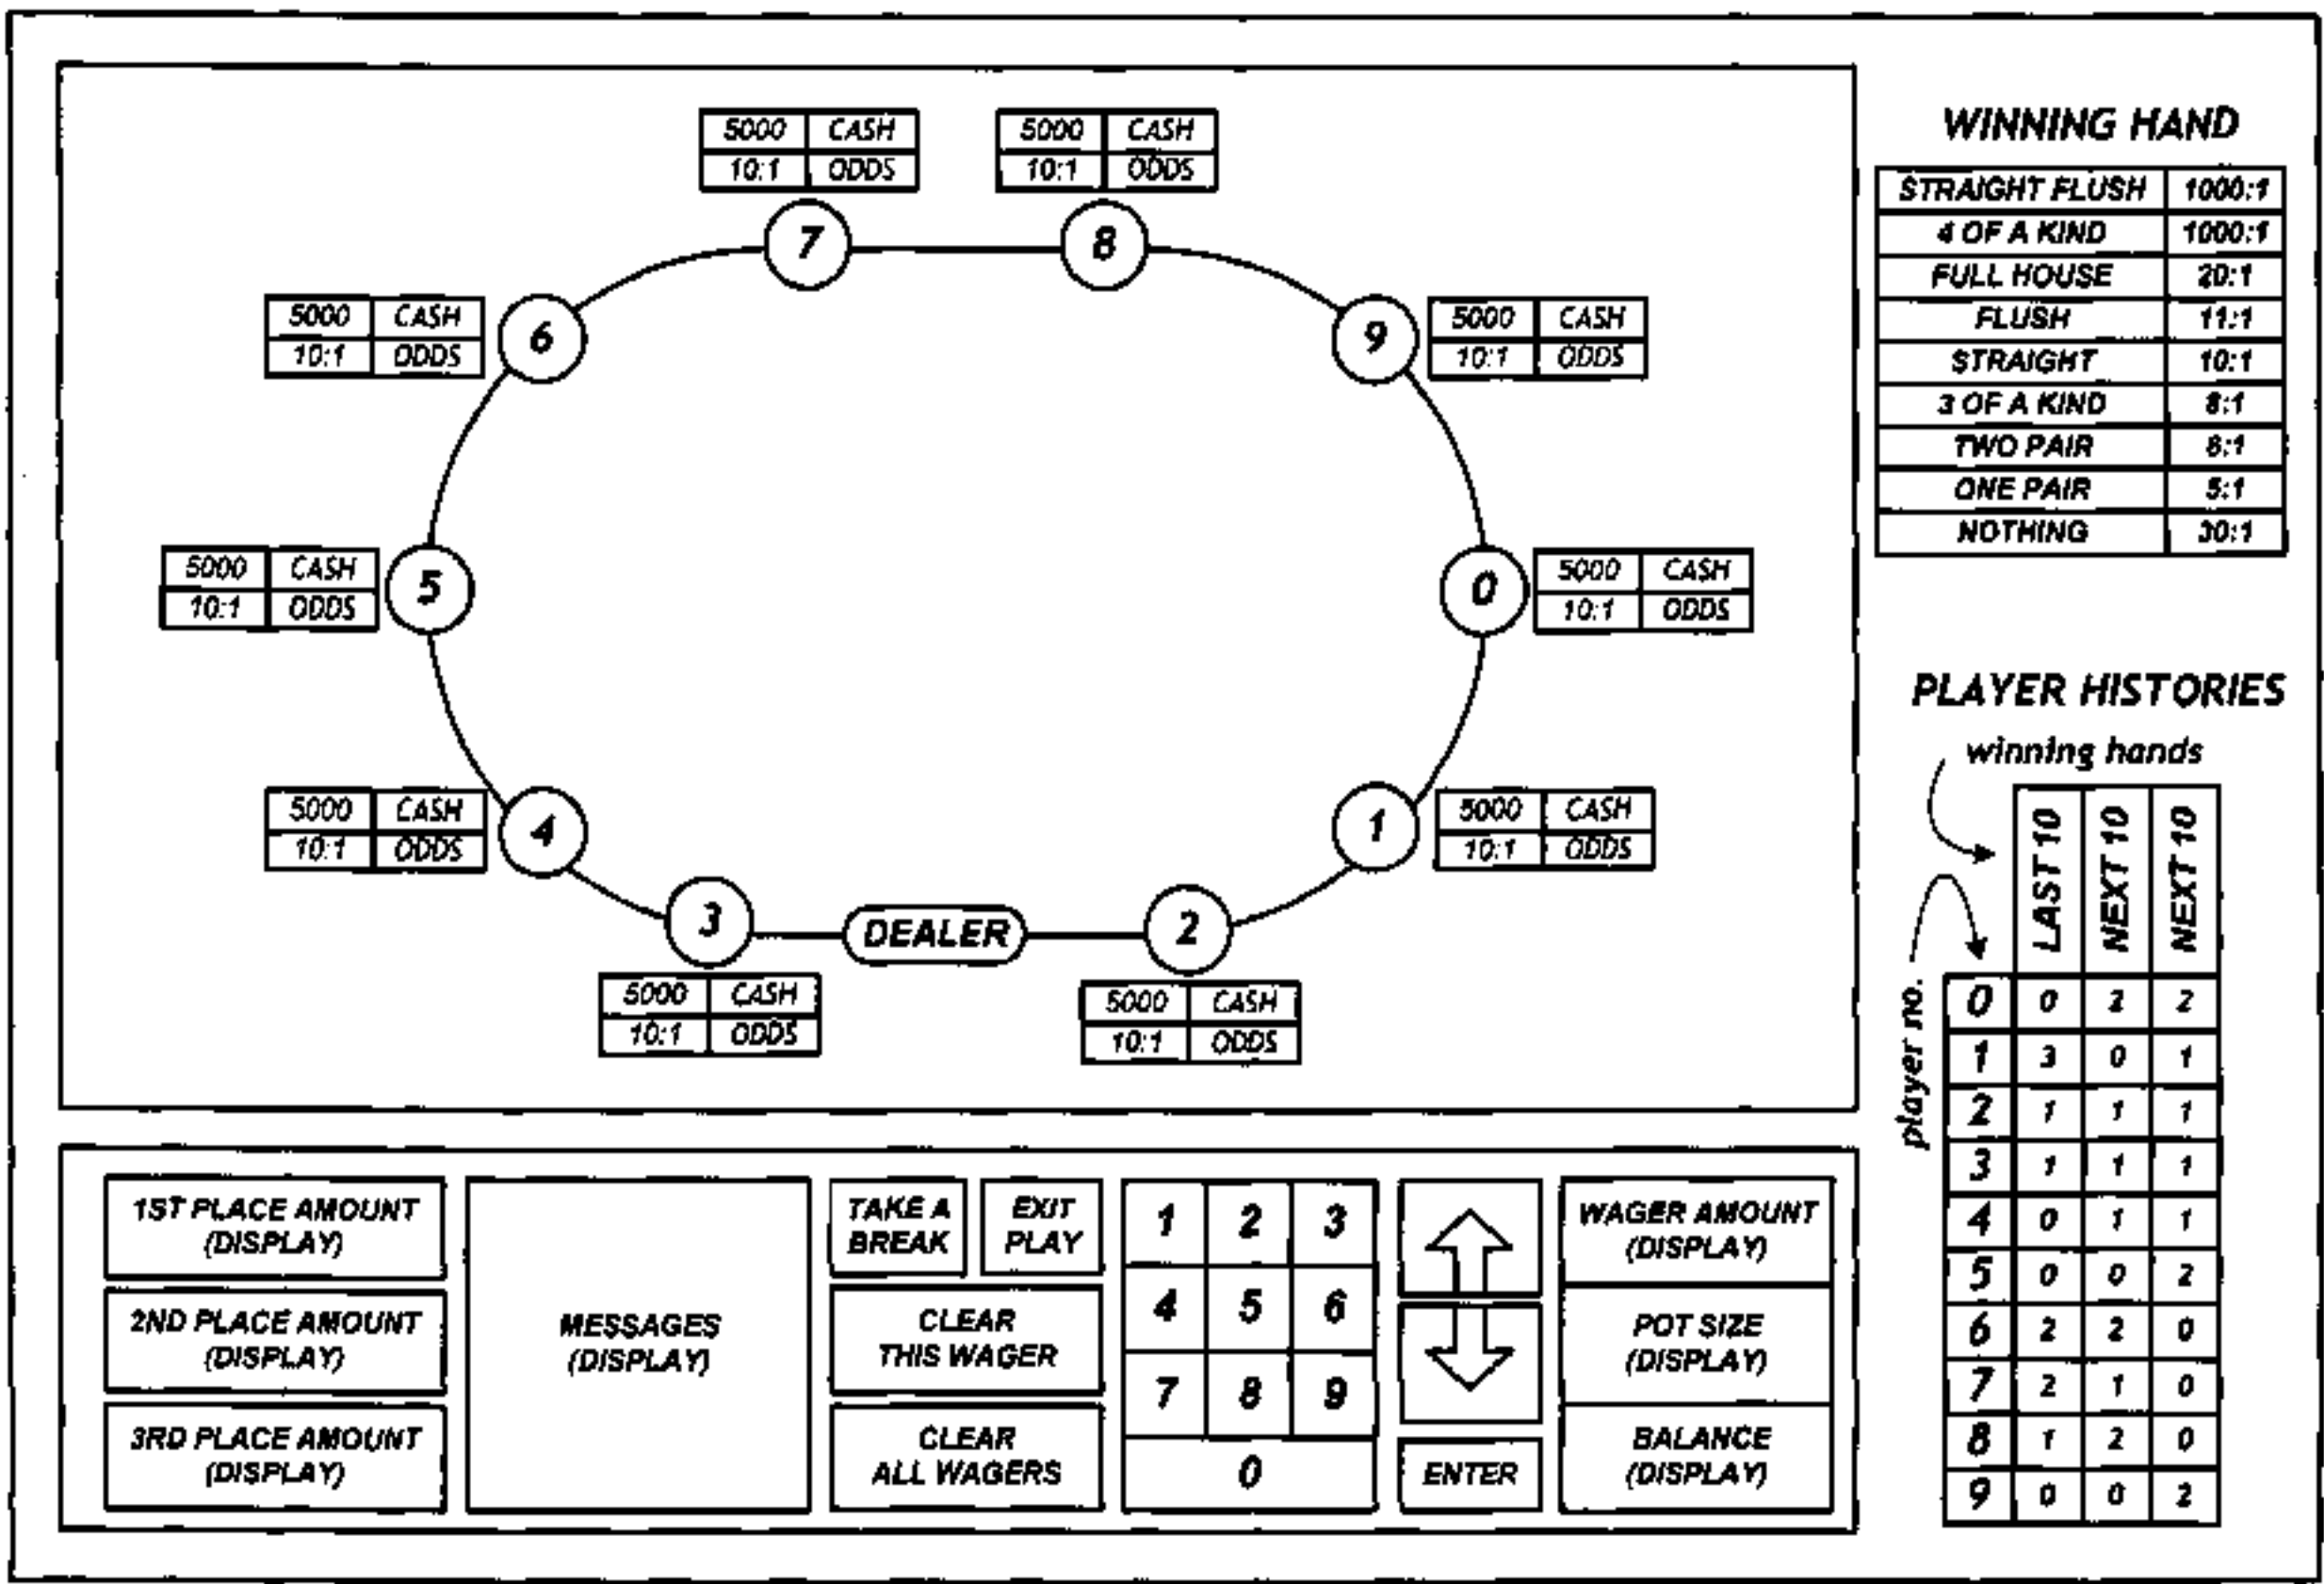 5000 CASH
10:1 ODDS
5000 CASH
10:1 ODDS
7
8
5000 CASH
10:1 ODDS
6
9
5000 CASH
10:1 ODDS
5000 CASH
10:1 ODDS
5
0
5000 CASH
10:1 ODDS
5000 CASH
10:1 ODDS
4
1
5000 CASH
10:1 ODDS
3
DEALER
2
5000 CASH
10:1 ODDS
5000 CASH
10:1 ODDS
WINNING HAND
STRAIGHT FLUSH 1000:1
4 OF A KIND 1000:1
FULL HOUSE 20:1
FLUSH 11:1
STRAIGHT 10:1
3 OF A KIND 8:1
TWO PAIR
ONE PAIR 5:1
NOTHING 30:1
PLAYER HISTORIES
winning hands
player no.
LAST 10 NEXT 10 NEXT 10
0 0 2 2
1 3 0 1
2 1 1 1
3 1 1 1
4 0 1 1
5 0 0 2
6 2 2 0
7 2 1 0
8 1 2 0
9 0 0 2
1ST PLACE AMOUNT
(DISPLAY)
2ND PLACE AMOUNT
(DISPLAY)
3RD PLACE AMOUNT
(DISPLAY)
MESSAGES
(DISPLAY)
TAKE A
BREAK
EXIT
PLAY
CLEAR
THIS WAGER
CLEAR
ALL WAGERS
1 2 3
4 5 6
7 8 9
0
ENTER
WAGER AMOUNT
(DISPLAY)
POT SIZE
(DISPLAY)
BALANCE
(DISPLAY)